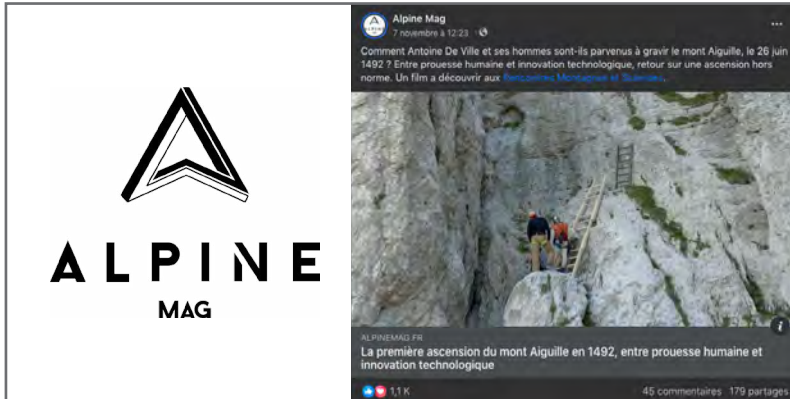 ALPINE
MAG
Alpine Mag
7 novembre à 12:23
Comment Antoine De Ville et ses hommes sont-ils parvenus à gravir le mont Aiguille, le 26 juin
1492 ? Entre prouesse humaine et innovation technologique, retour sur une ascension hors
norme. Un film a découvrir aux Rencontres Montagnes et Sciences.
ALPINEMAG.FR
La première ascension du mont Aiguille en 1492, entre prouesse humaine et
innovation technologique
1,1 K
45 commentaires 179 partages